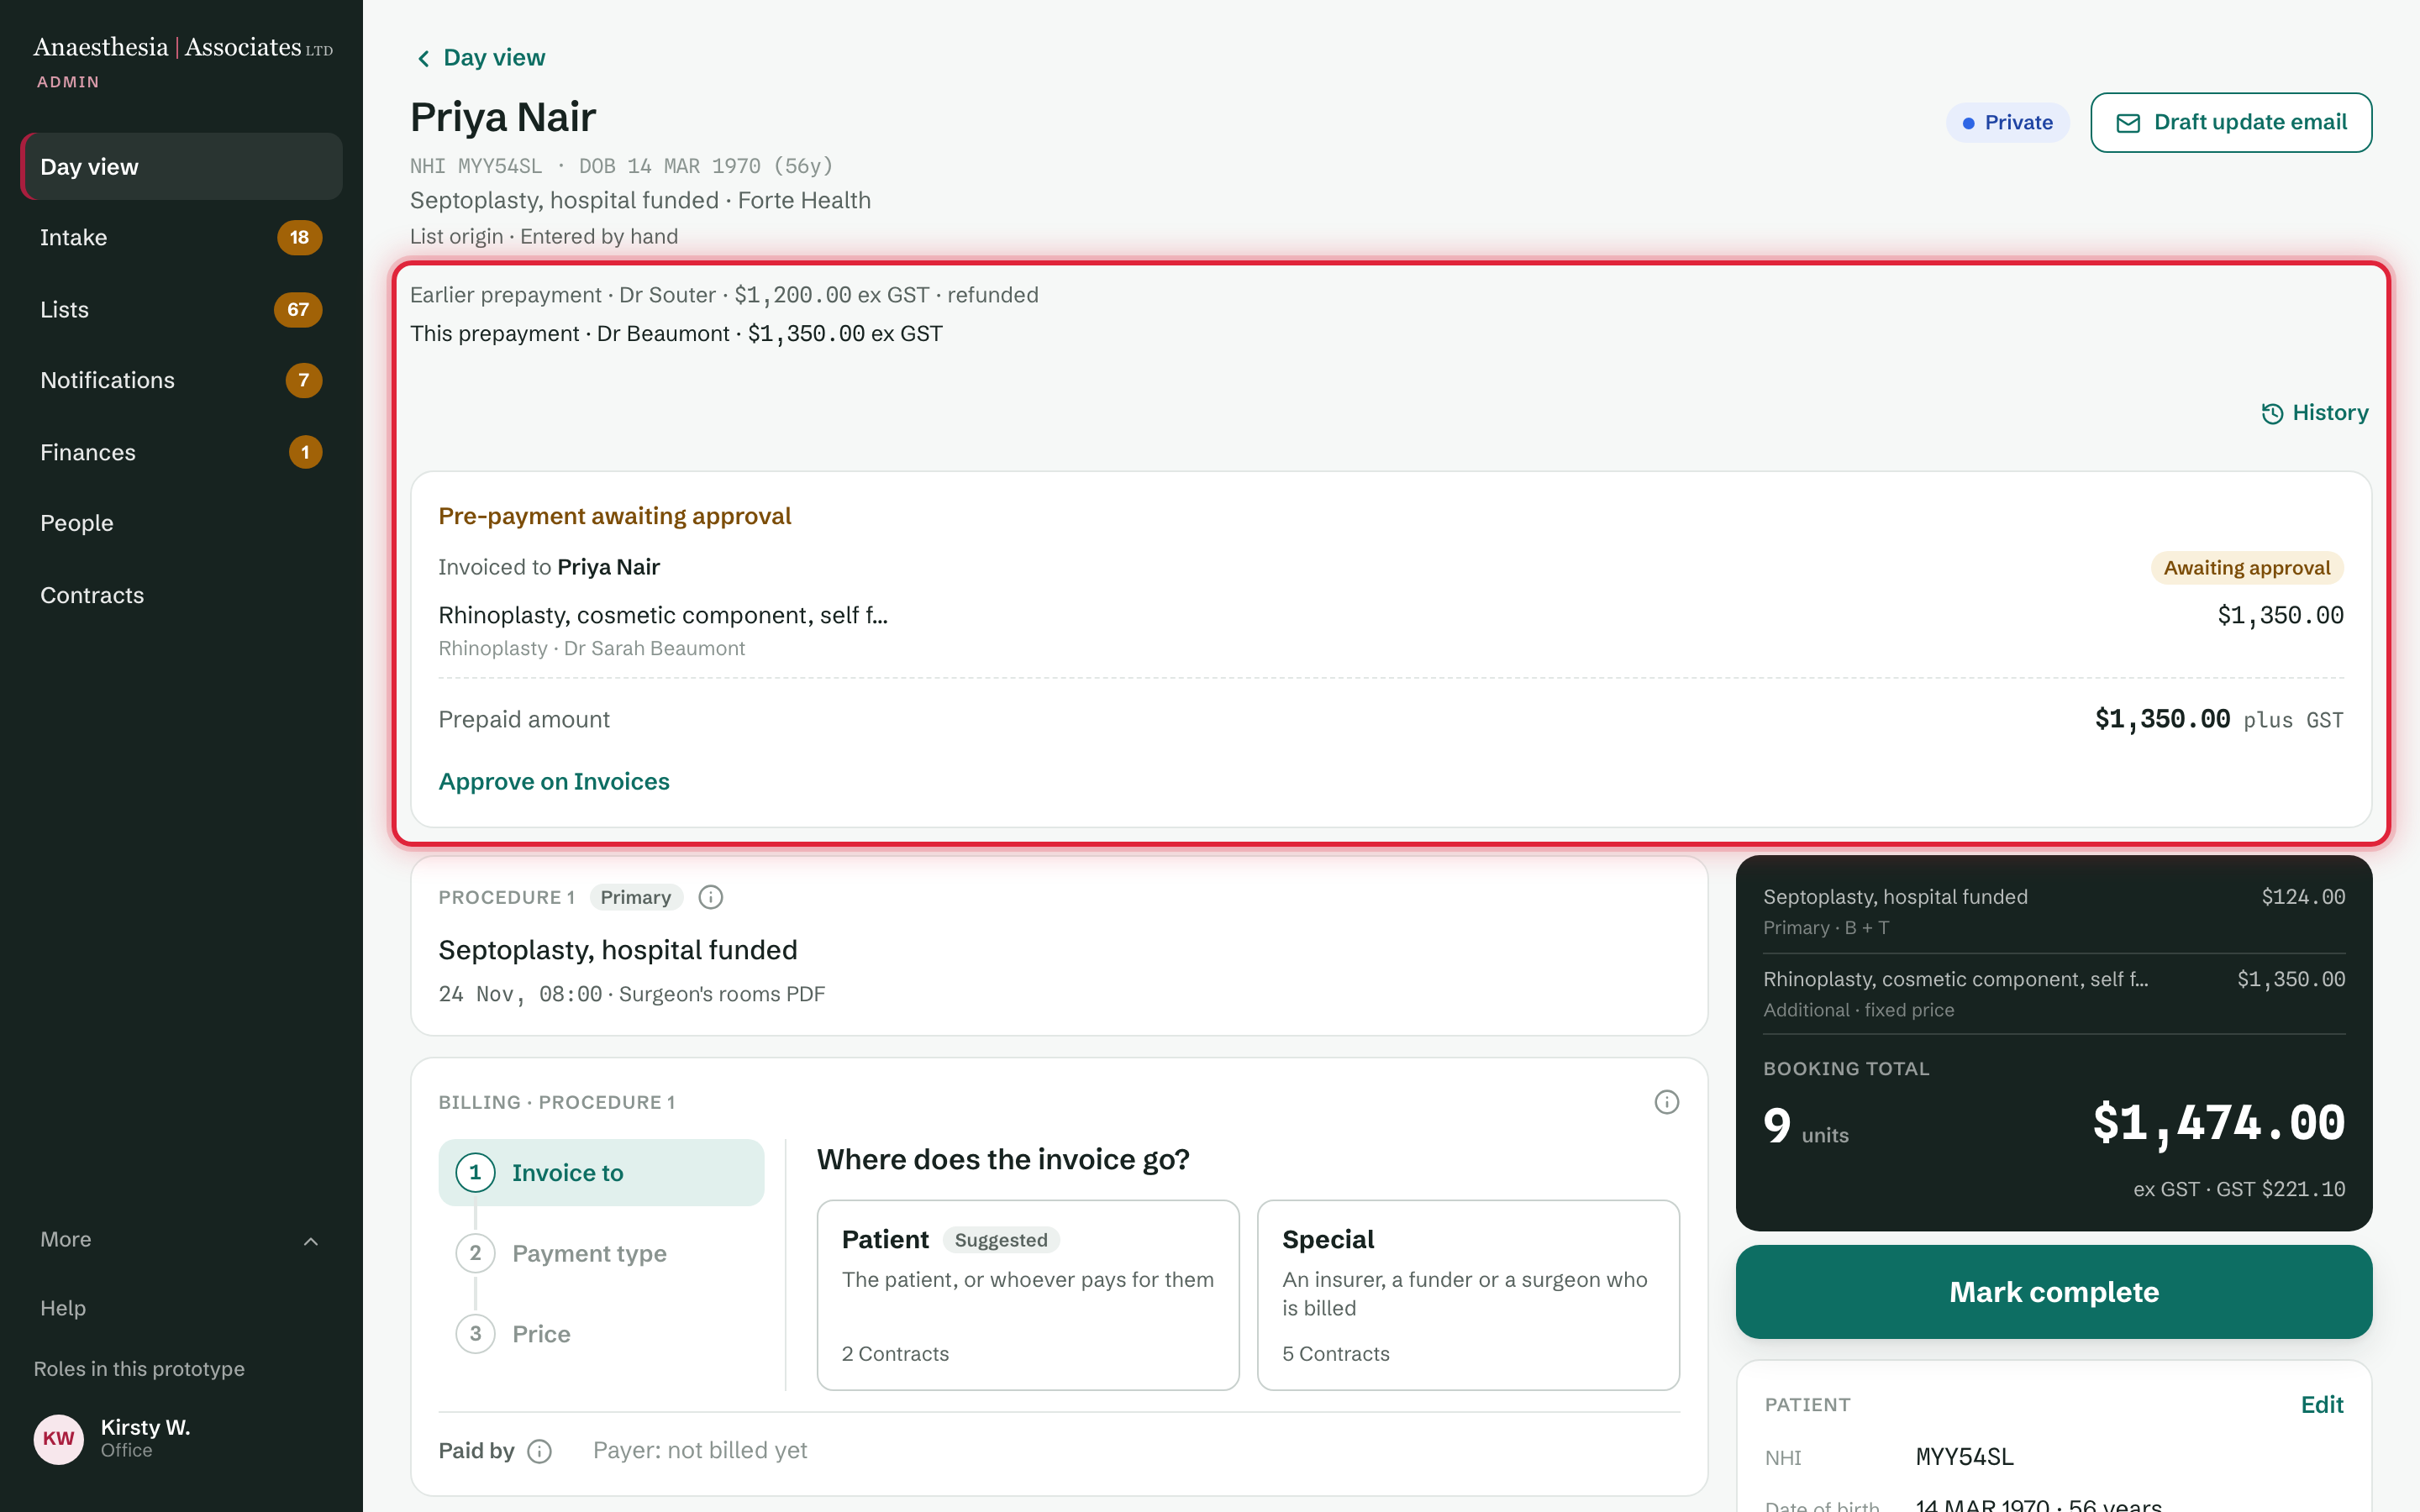 Anaesthesia | Associates LTD
ADMIN
Day view
Intake 18
Lists 67
Notifications 7
Finances 1
People
Contracts
More
Help
Roles in this prototype
KW
Kirsty W.
Office
Day view
Priya Nair
Private
Draft update email
NHI MYY54SL · DOB 14 MAR 1970 (56y)
Septoplasty, hospital funded · Forte Health
List origin · Entered by hand
Earlier prepayment · Dr Souter · $1,200.00 ex GST · refunded
This prepayment · Dr Beaumont · $1,350.00 ex GST
History
Pre-payment awaiting approval
Invoiced to Priya Nair
Awaiting approval
Rhinoplasty, cosmetic component, self f... $1,350.00
Rhinoplasty · Dr Sarah Beaumont
Prepaid amount $1,350.00 plus GST
Approve on Invoices
PROCEDURE 1 Primary
Septoplasty, hospital funded
24 Nov, 08:00 · Surgeon's rooms PDF
BILLING · PROCEDURE 1
1 Invoice to
2 Payment type
3 Price
Where does the invoice go?
Patient Suggested
The patient, or whoever pays for them
2 Contracts
Special
An insurer, a funder or a surgeon who
is billed
5 Contracts
Paid by Payer: not billed yet
Septoplasty, hospital funded $124.00
Primary · B + T
Rhinoplasty, cosmetic component, self f... $1,350.00
Additional · fixed price
BOOKING TOTAL
9 units $1,474.00
ex GST · GST $221.10
Mark complete
PATIENT Edit
NHI MYY54SL
Date of birth 14 MAR 1970 · 56 years